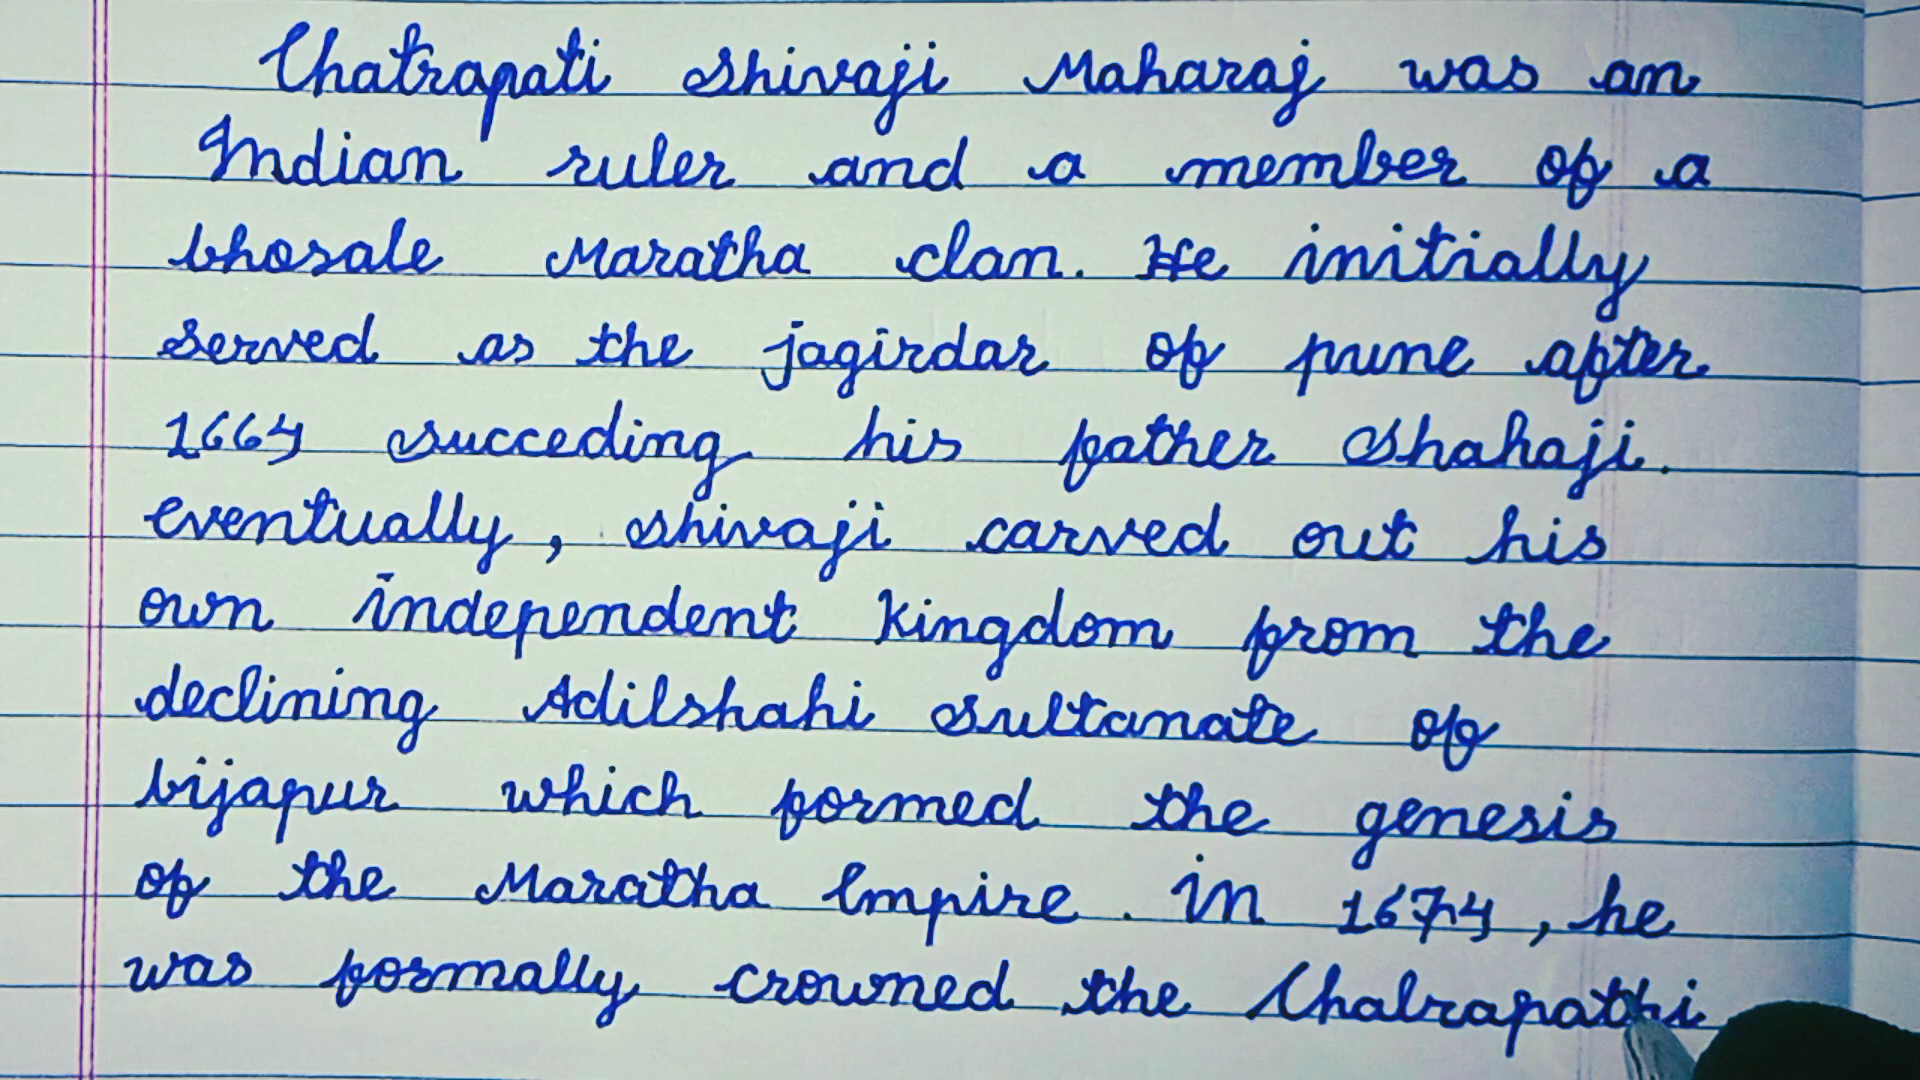 Chatrapati Shivaji Maharaj was an
Indian ruler and a member of a
bhosale Maratha clan. He initially
served as the jagirdar of pune after
1664 succeding his father Shahaji.
eventually, shivaji carved out his
own independent kingdom from the
declining Adilshahi Sultanate of
bijapur which formed the genesis
of the Maratha Empire. in 1674, he
was formally crowned the Chatrapathi